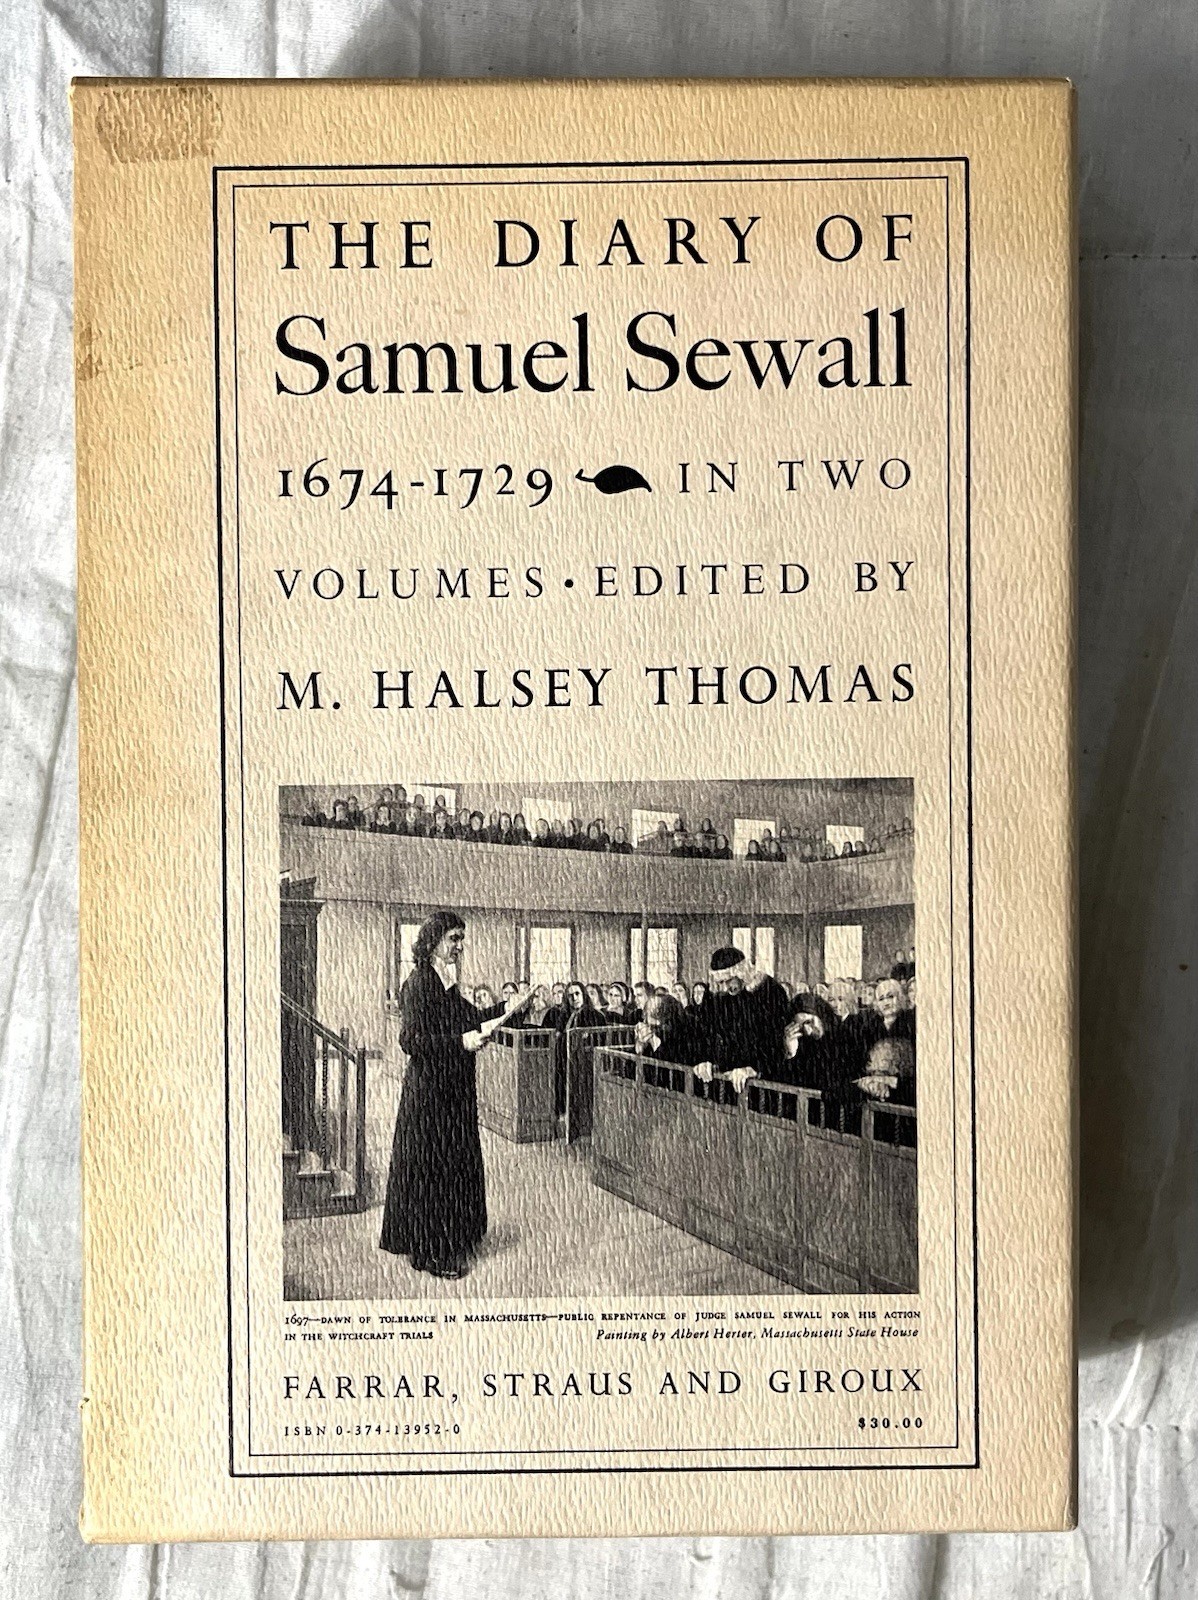 THE DIARY OF
Samuel Sewall
1674-1729 IN TWO
VOLUMES · EDITED BY
M. HALSEY THOMAS
1697—DAWN OF TOLERANCE IN MASSACHUSETTS—PUBLIC REPENTANCE OF JUDGE SAMUEL SEWALL FOR HIS ACTION
IN THE WITCHCRAFT TRIALS Painting by Albert Herter, Massachusetts State House
FARRAR, STRAUS AND GIROUX
ISBN 0-374-13952-0 $30.00